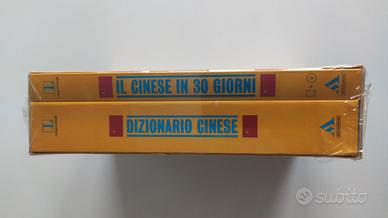 IL CINESE IN 30 GIORNI
DIZIONARIO CINESE
subito